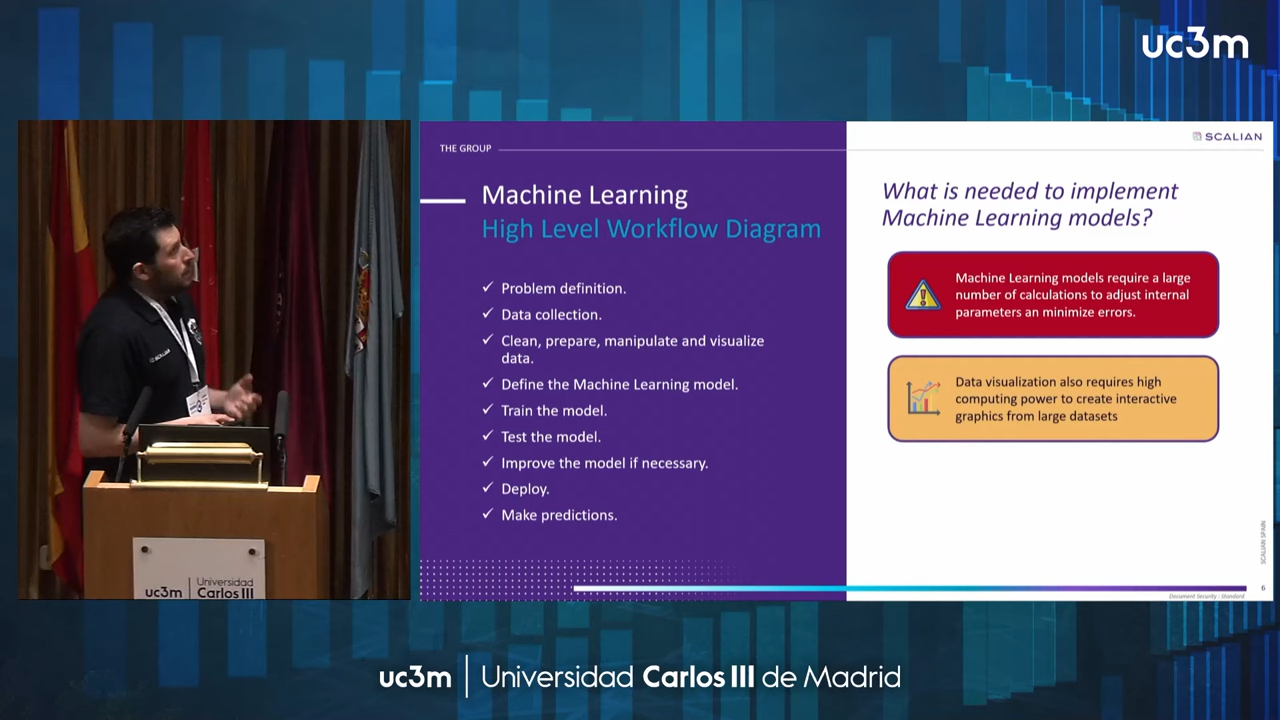 uc3m
THE GROUP
SCALIAN
Machine Learning
High Level Workflow Diagram
✓ Problem definition.
✓ Data collection.
✓ Clean, prepare, manipulate and visualize
data.
✓ Define the Machine Learning model.
✓ Train the model.
✓ Test the model.
✓ Improve the model if necessary.
✓ Deploy.
✓ Make predictions.
What is needed to implement
Machine Learning models?
Machine Learning models require a large
number of calculations to adjust internal
parameters an minimize errors.
Data visualization also requires high
computing power to create interactive
graphics from large datasets
SCALIAN SPAIN
6
Document Security : Standard
SCALIAN
uc3m
Universidad
Carlos III
uc3m | Universidad Carlos III de Madrid